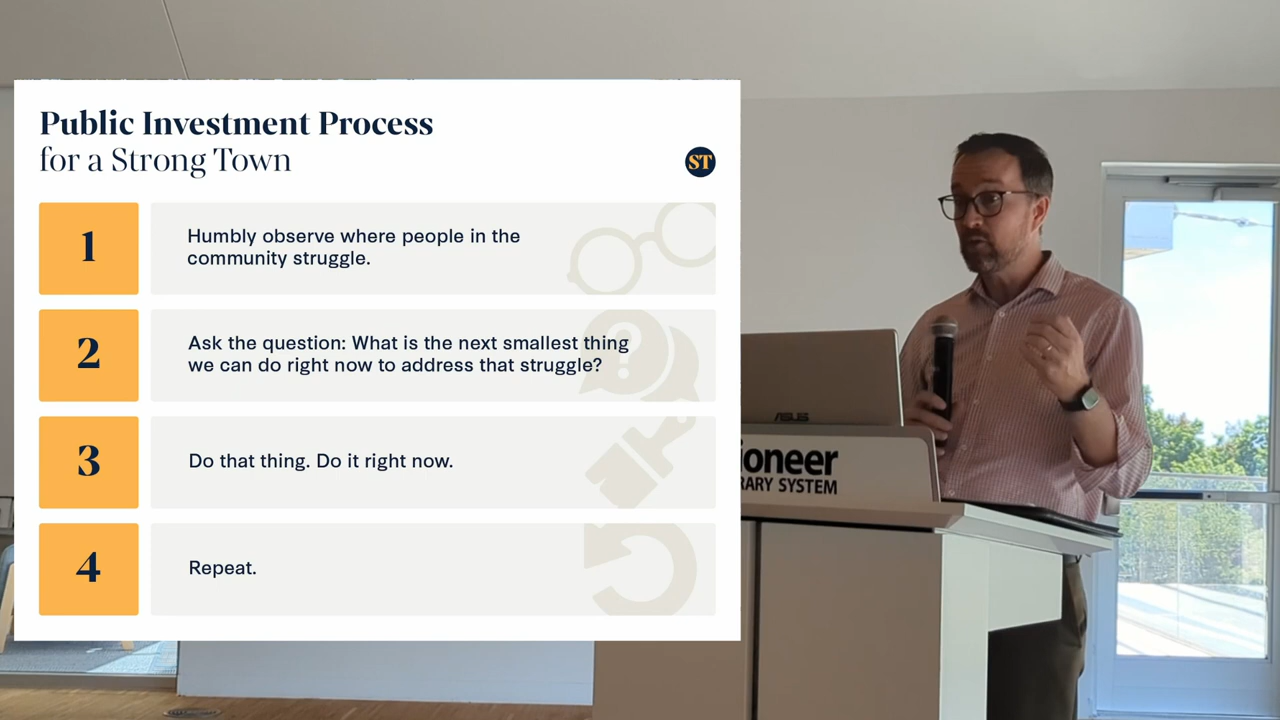 Public Investment Process
for a Strong Town
ST
1
Humbly observe where people in the
community struggle.
2
Ask the question: What is the next smallest thing
we can do right now to address that struggle?
3
Do that thing. Do it right now.
4
Repeat.
ASUS
ioneer
RARY SYSTEM